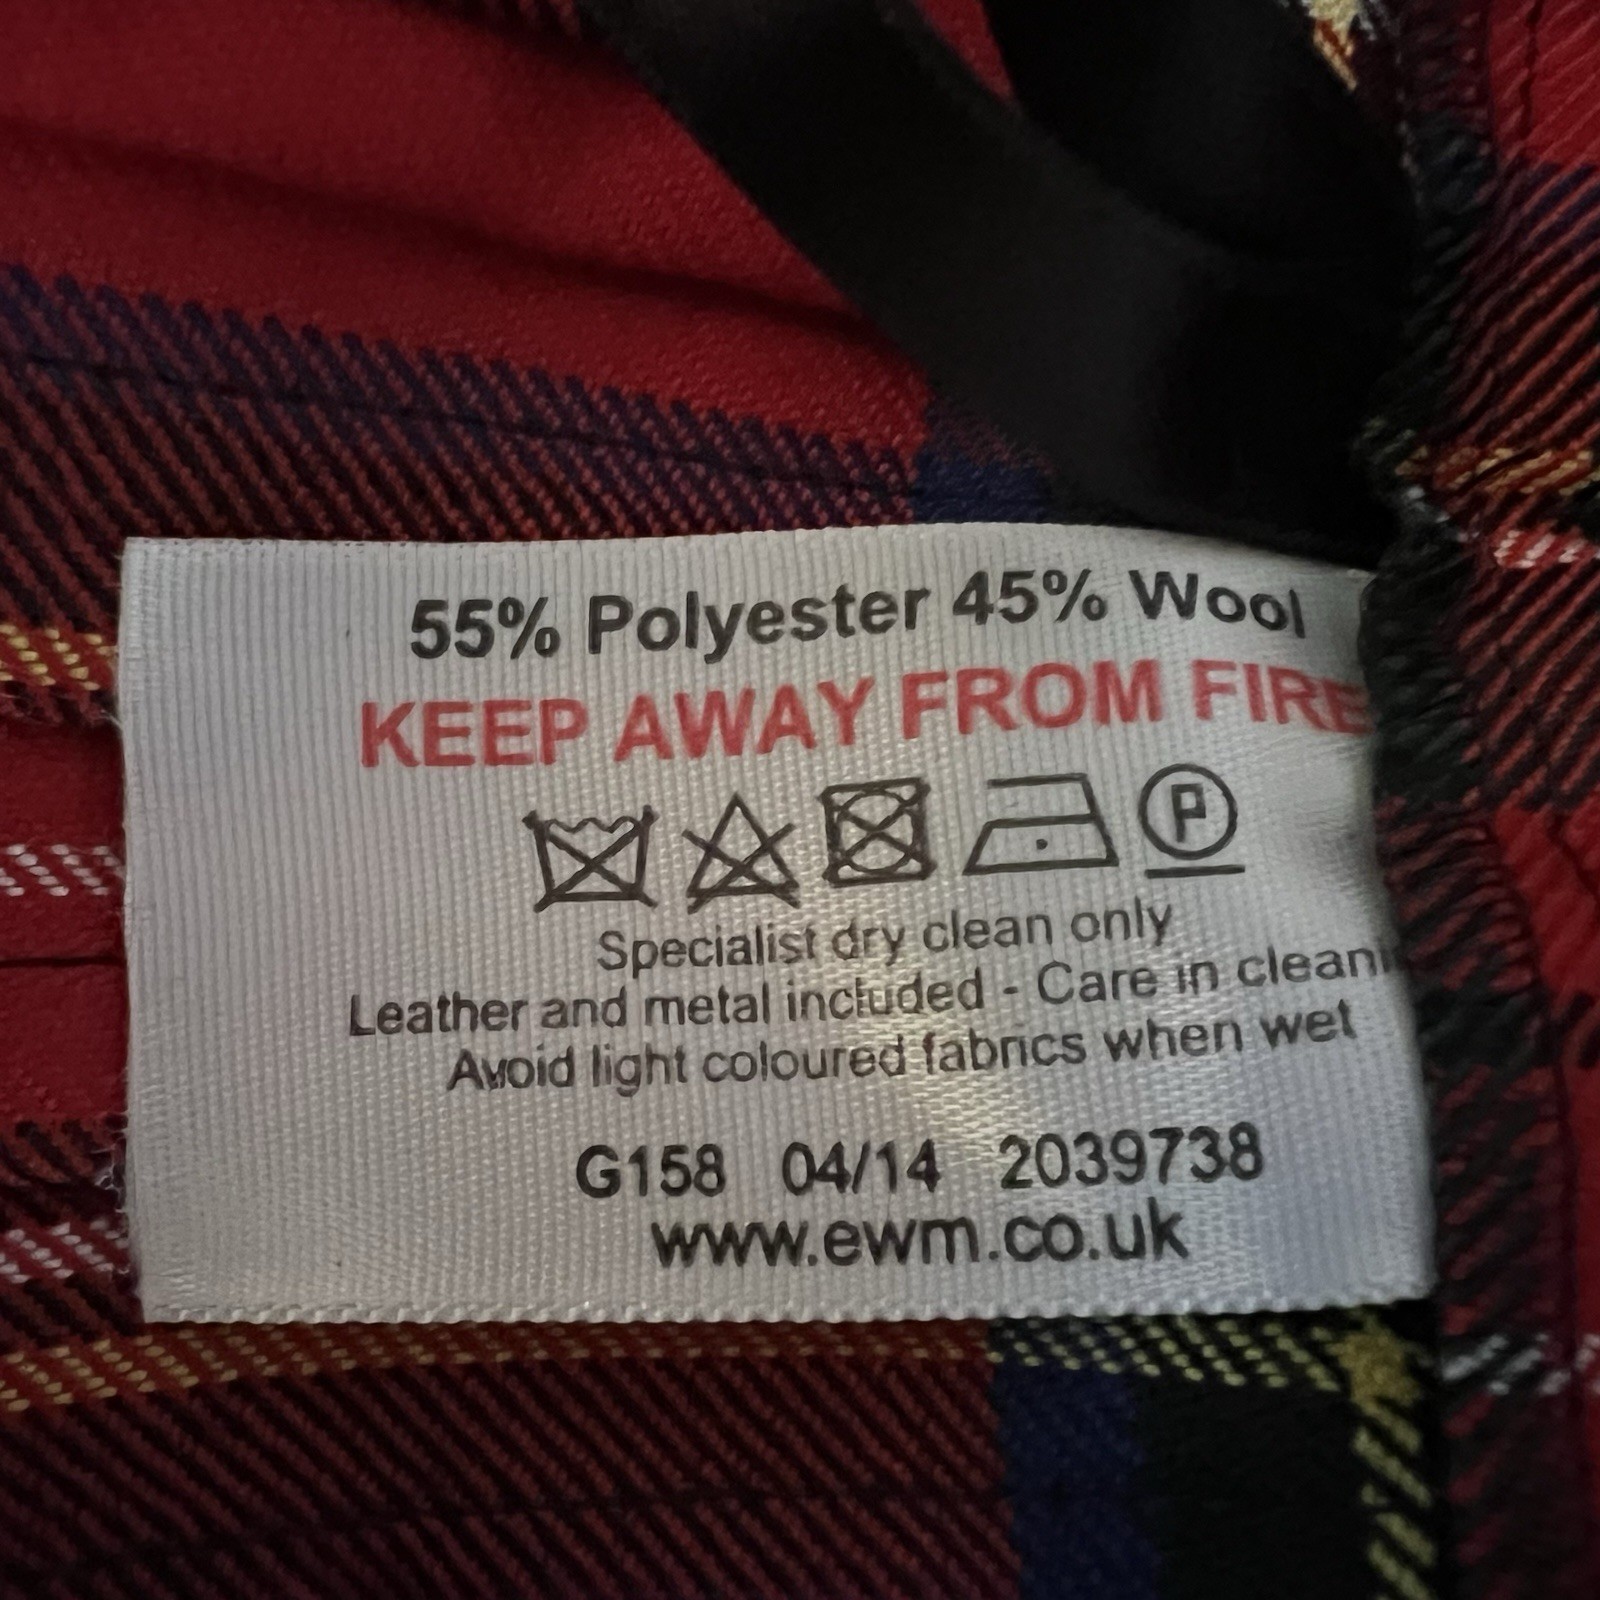 55% Polyester 45% Wool
KEEP AWAY FROM FIRE
P
Specialist dry clean only
Leather and metal included - Care in cleani
Avoid light coloured fabrics when wet
G158 04/14 2039738
www.ewm.co.uk